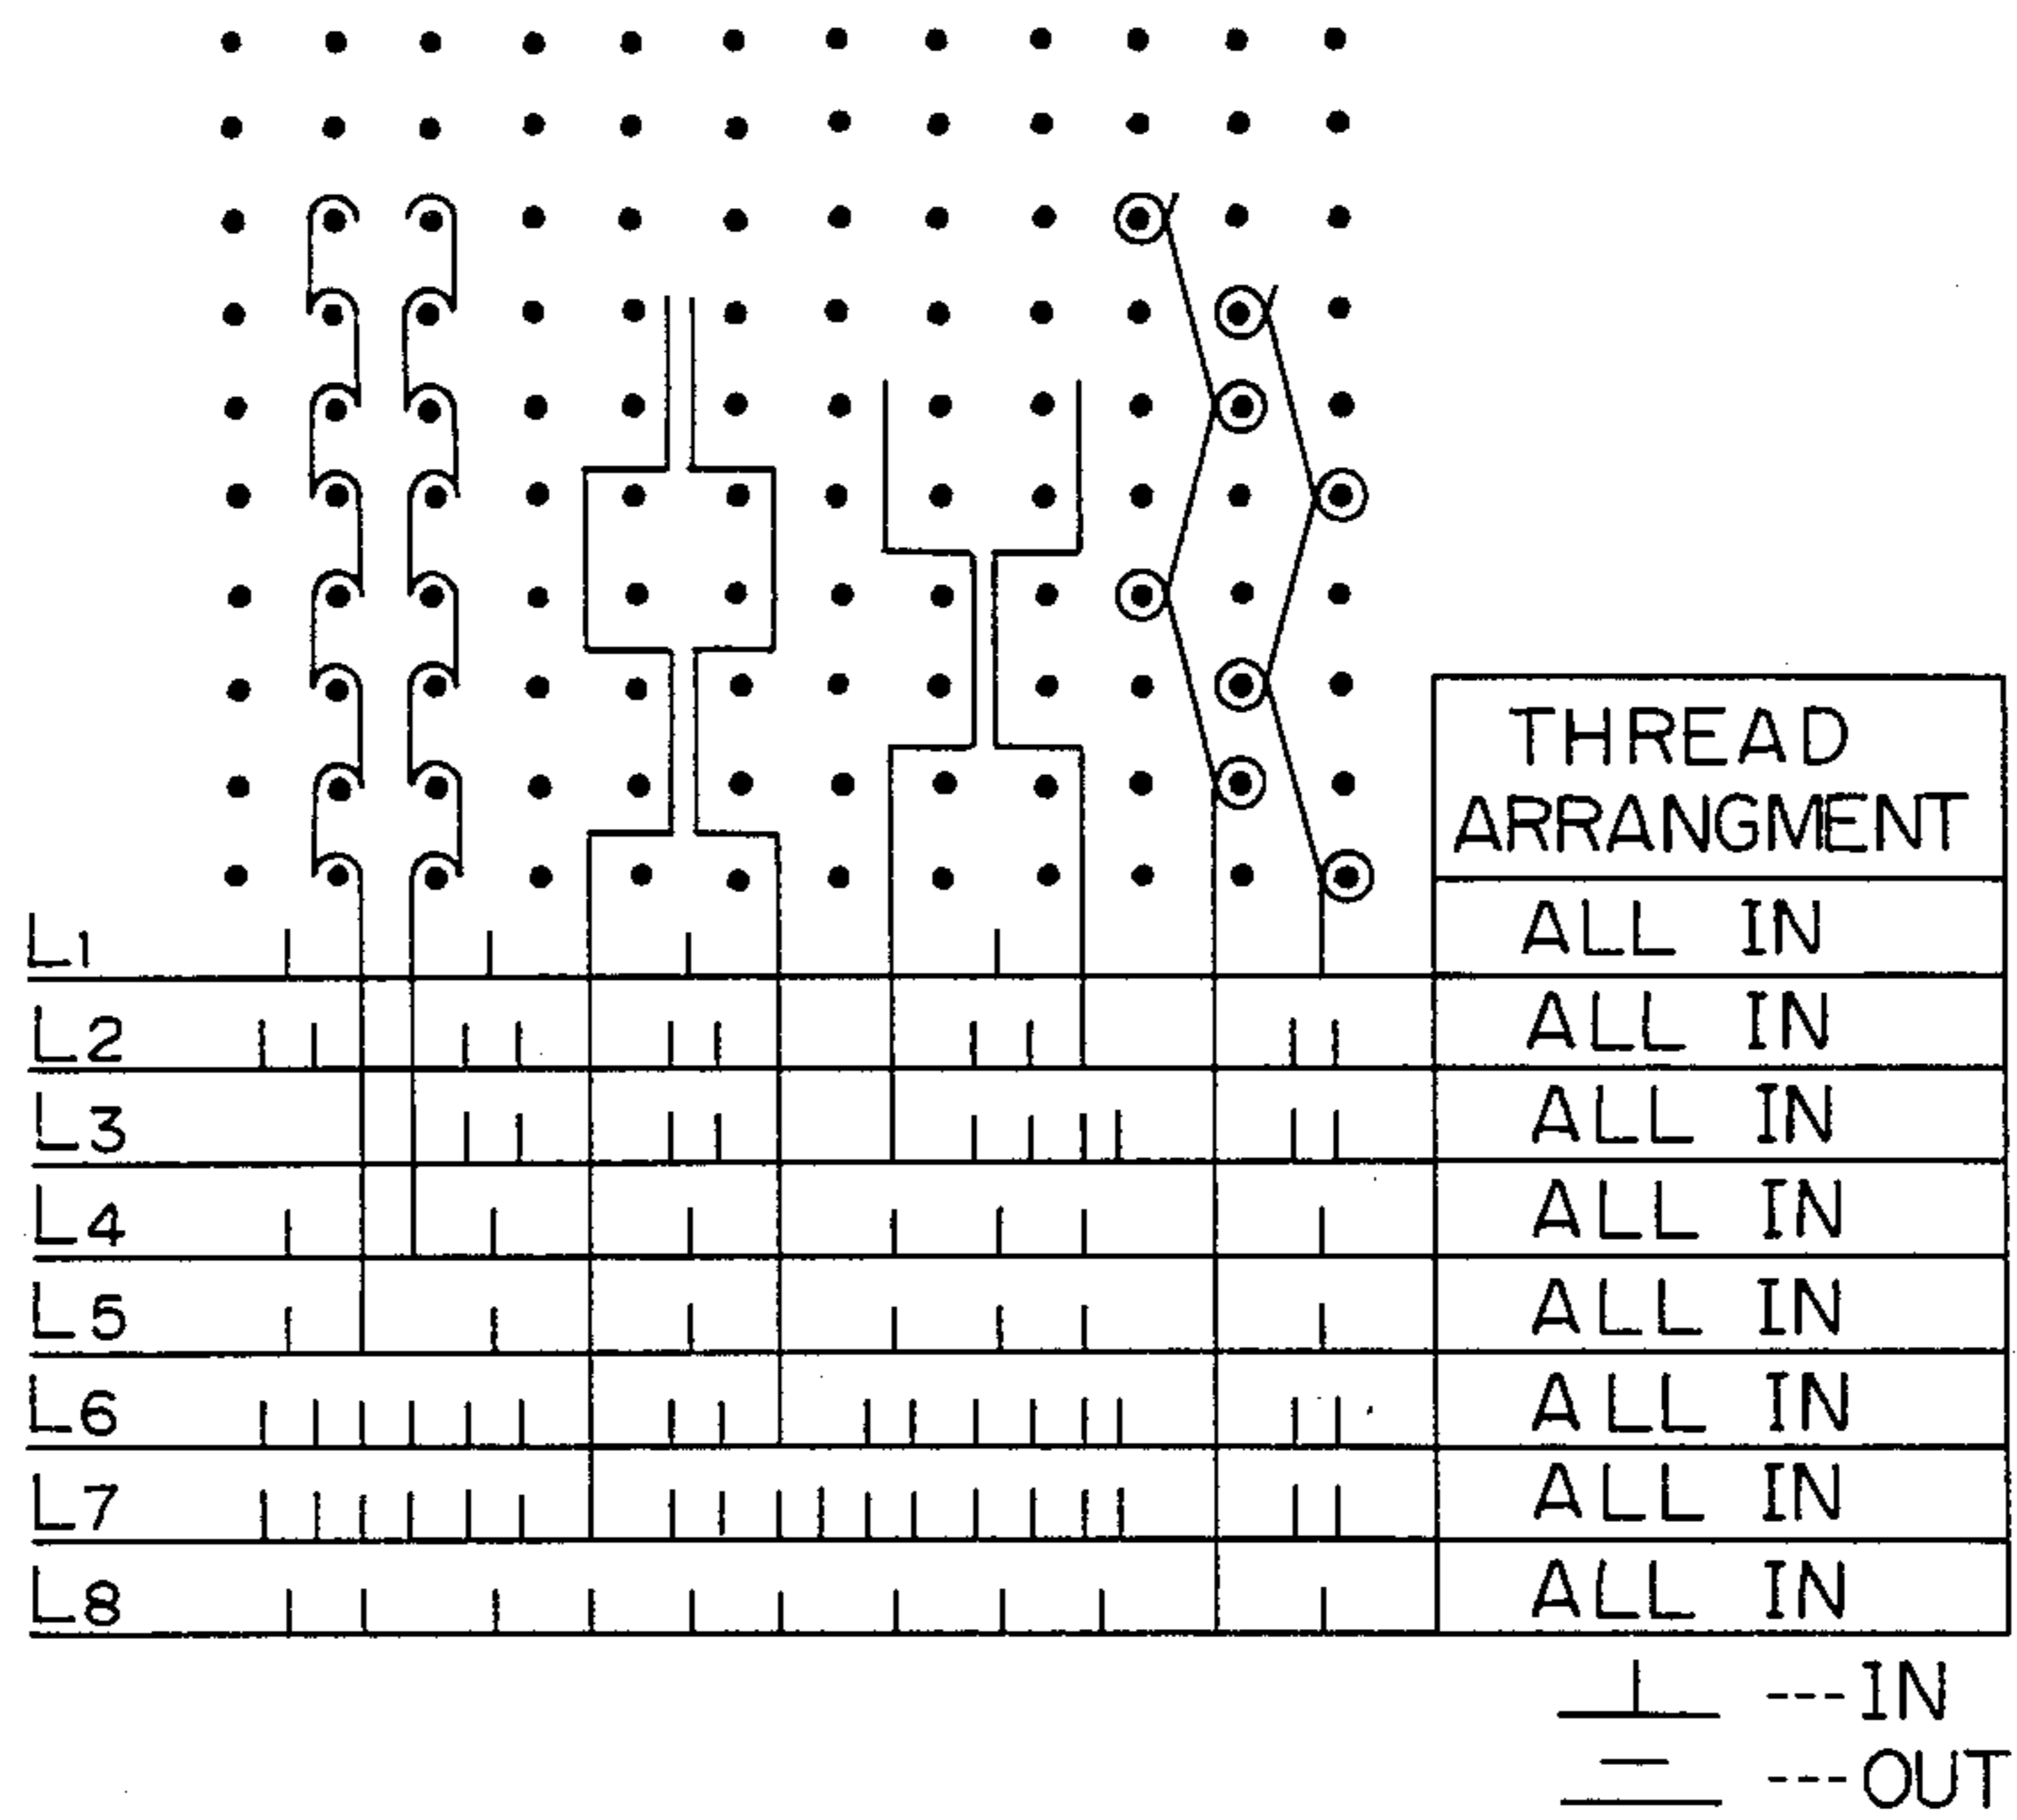 THREAD
ARRANGMENT
L1 ALL IN
L2 ALL IN
L3 ALL IN
L4 ALL IN
L5 ALL IN
L6 ALL IN
L7 ALL IN
L8 ALL IN
---IN
---OUT